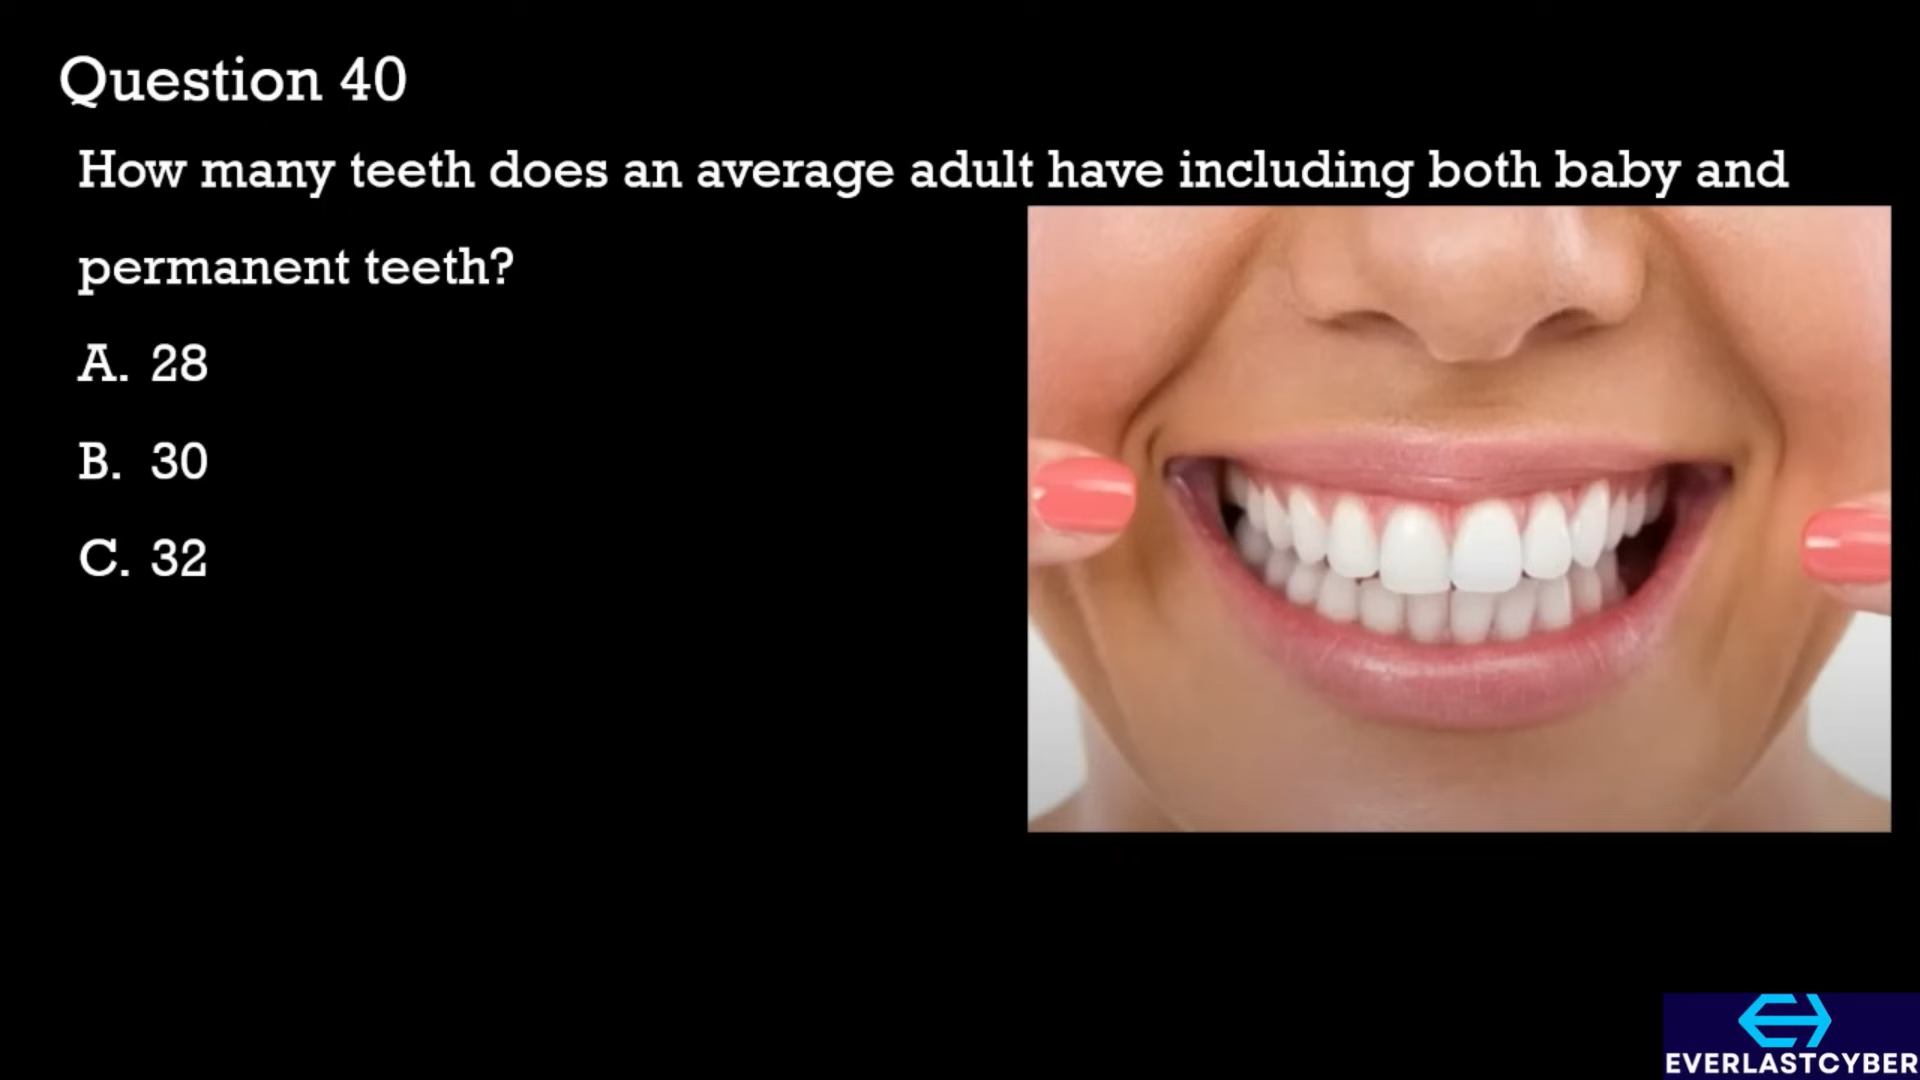 Question 40
How many teeth does an average adult have including both baby and
permanent teeth?
A. 28
B. 30
C. 32
EVERLASTCYBER